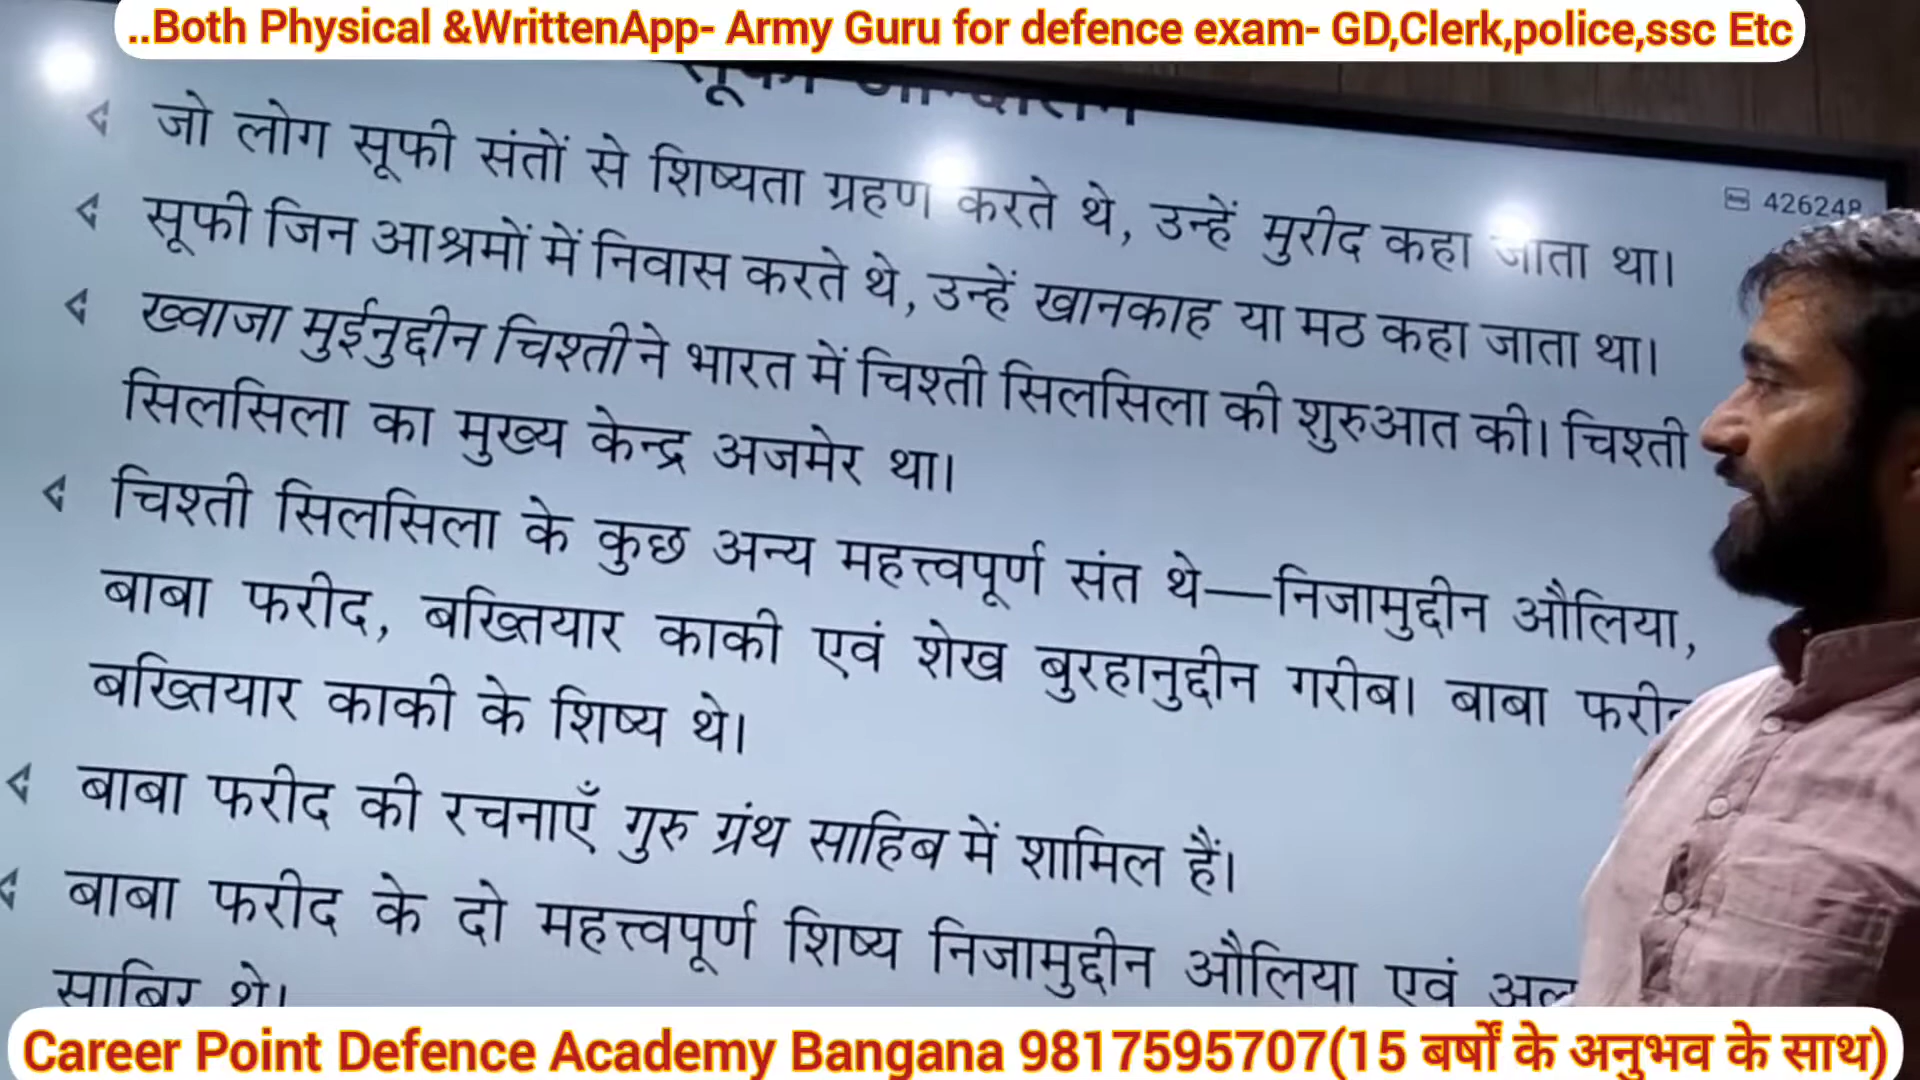 ..Both Physical &WrittenApp- Army Guru for defence exam- GD,Clerk,police,ssc Etc
जो लोग सूफी संतों से शिष्यता ग्रहण करते थे, उन्हें मुरीद कहा जाता था।
सूफी जिन आश्रमों में निवास करते थे, उन्हें खानकाह या मठ कहा जाता था।
ख्वाजा मुईनुद्दीन चिश्ती ने भारत में चिश्ती सिलसिला की शुरुआत की। चिश्ती
सिलसिला का मुख्य केन्द्र अजमेर था।
चिश्ती सिलसिला के कुछ अन्य महत्त्वपूर्ण संत थे—निजामुद्दीन औलिया,
बाबा फरीद, बख्तियार काकी एवं शेख बुरहानुद्दीन गरीब। बाबा
बख्तियार काकी के शिष्य थे।
बाबा फरीद की रचनाएँ गुरु ग्रंथ साहिब में शामिल हैं।
बाबा फरीद के दो महत्त्वपूर्ण शिष्य निजामुद्दीन औलिया एवं
साबिर थे।
Career Point Defence Academy Bangana 9817595707(15 बर्षों के अनुभव के साथ)